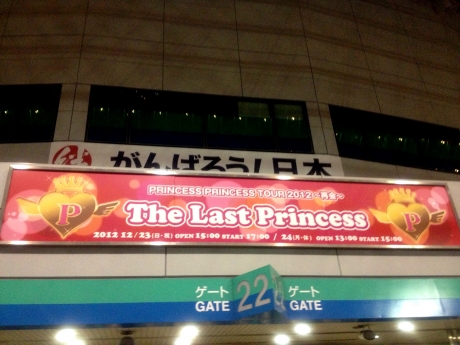 がんばろう!日本
PRINCESS PRINCESS TOUR 2012 ～再会～
P The Last Princess P
2012 12/23(日・祝) OPEN 15:00 START 17:00 / 24(月・休) OPEN 13:00 START 15:00
ゲート 22 ゲート
GATE GATE